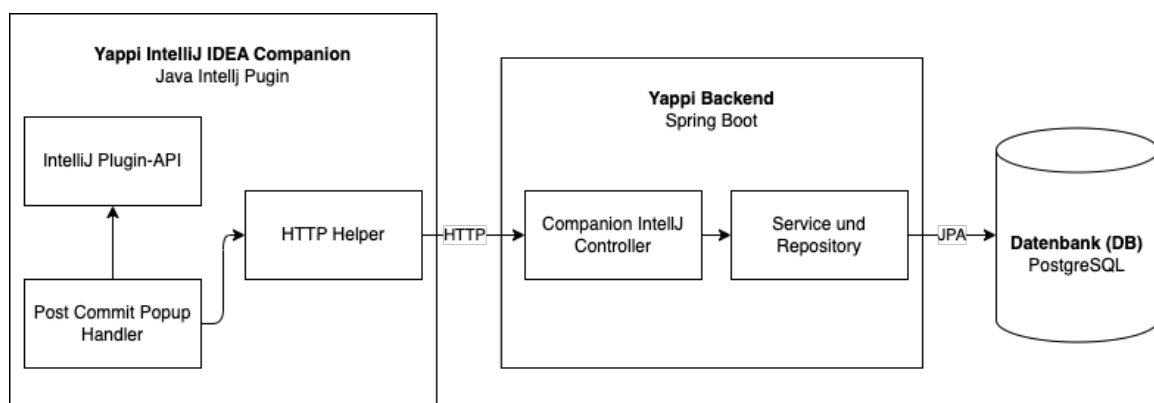 Yappi IntelliJ IDEA Companion
Java Intellj Pugin
IntelliJ Plugin-API
Post Commit Popup
Handler
HTTP Helper
HTTP
Yappi Backend
Spring Boot
Companion IntellJ
Controller
Service und
Repository
JPA
Datenbank (DB)
PostgreSQL